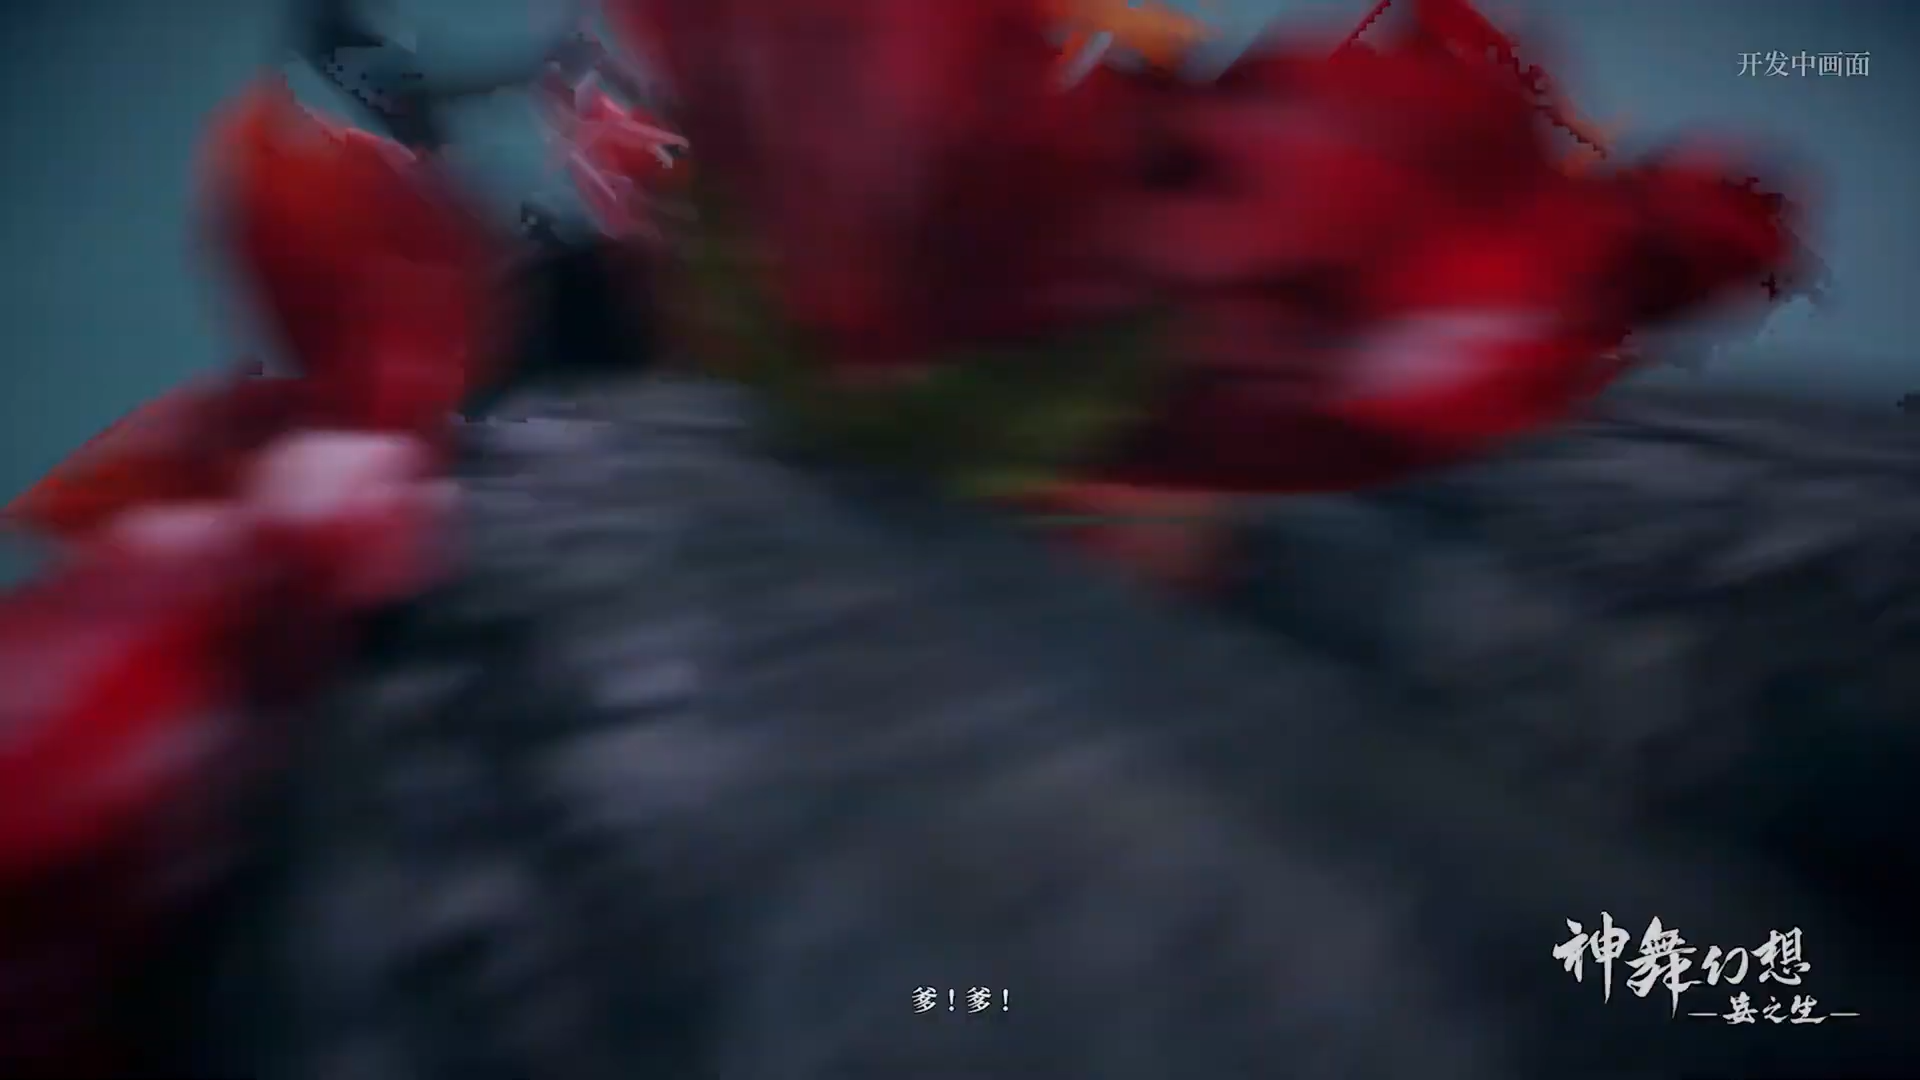 开发中画面
神舞幻想
—妄之生—
爹！爹！